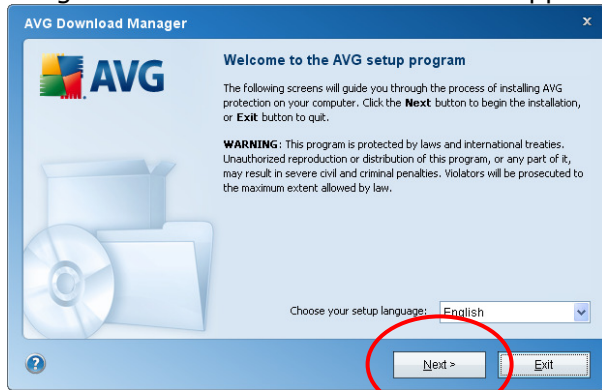 AVG Download Manager x
AVG
Welcome to the AVG setup program
The following screens will guide you through the process of installing AVG
protection on your computer. Click the Next button to begin the installation,
or Exit button to quit.
WARNING: This program is protected by laws and international treaties.
Unauthorized reproduction or distribution of this program, or any part of it,
may result in severe civil and criminal penalties. Violators will be prosecuted to
the maximum extent allowed by law.
Choose your setup language: English
? Next > Exit